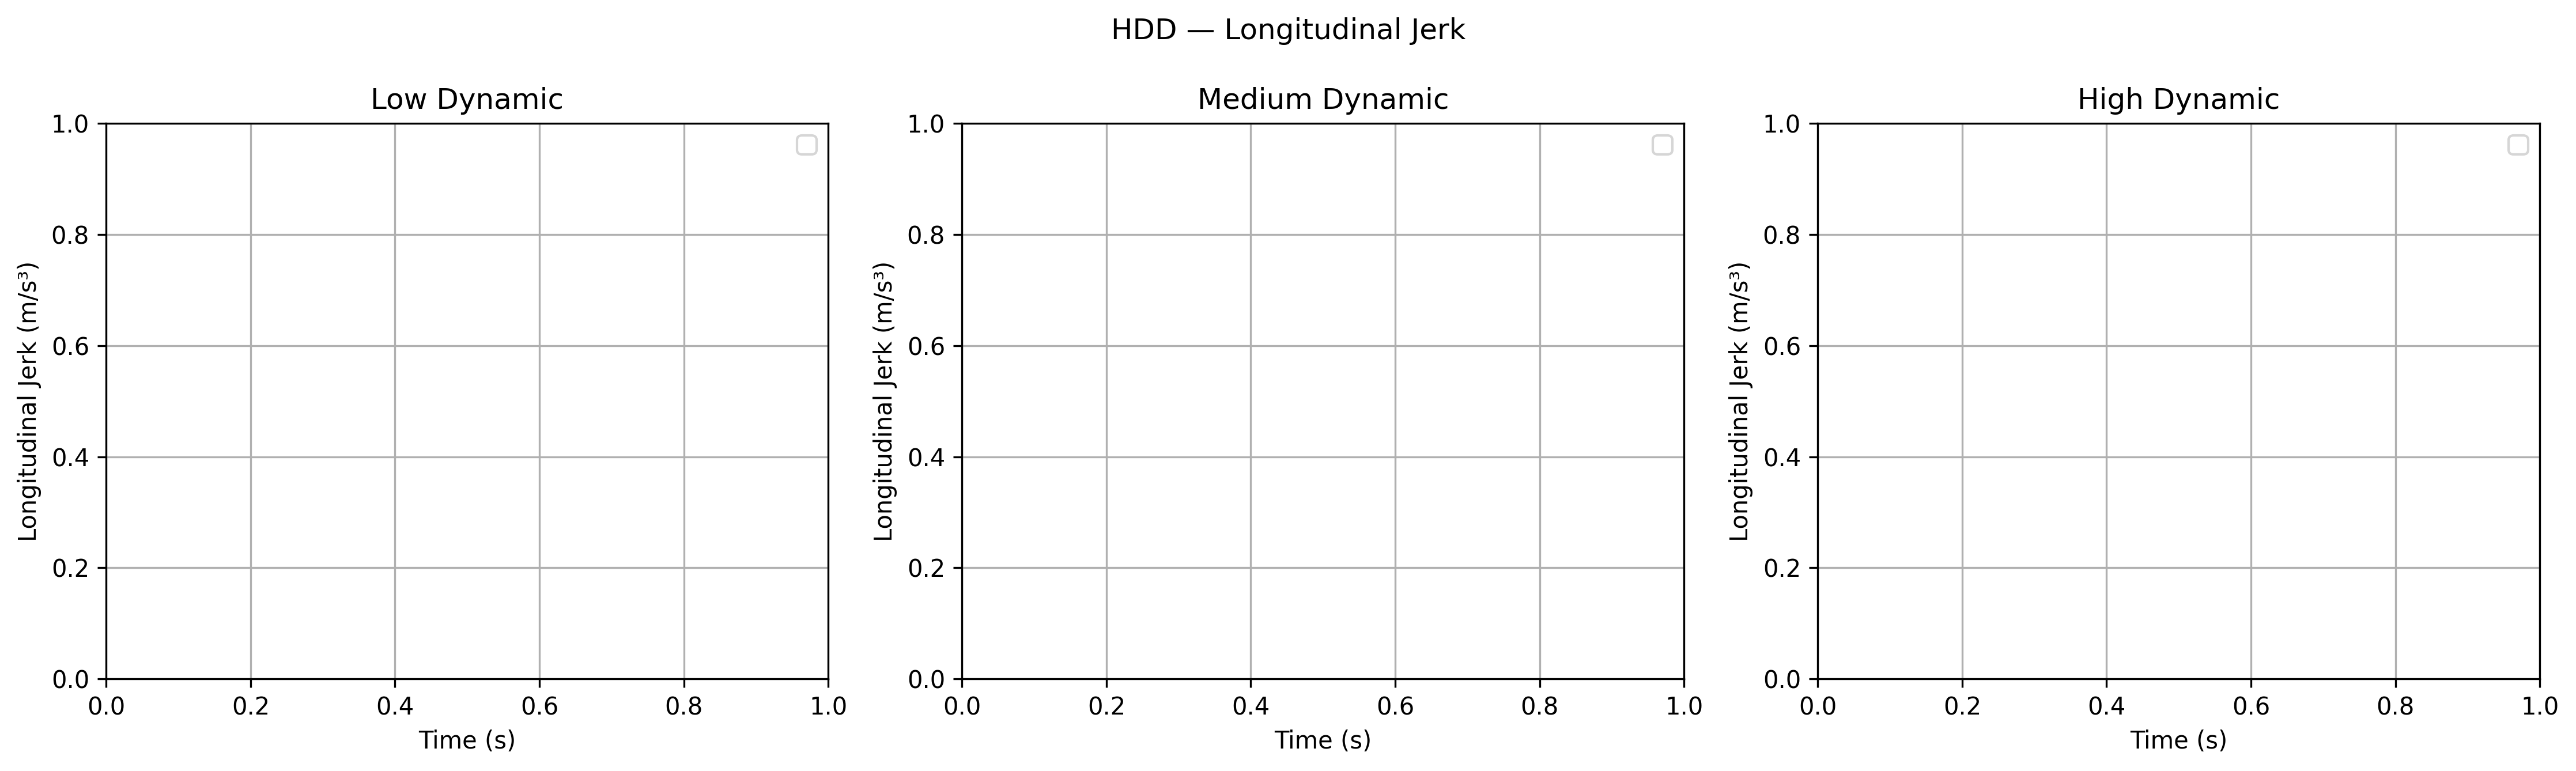 HDD — Longitudinal Jerk
Low Dynamic
Longitudinal Jerk (m/s³)
1.0
0.8
0.6
0.4
0.2
0.0
0.0 0.2 0.4 0.6 0.8 1.0
Time (s)
Medium Dynamic
Longitudinal Jerk (m/s³)
1.0
0.8
0.6
0.4
0.2
0.0
0.0 0.2 0.4 0.6 0.8 1.0
Time (s)
High Dynamic
Longitudinal Jerk (m/s³)
1.0
0.8
0.6
0.4
0.2
0.0
0.0 0.2 0.4 0.6 0.8 1.0
Time (s)